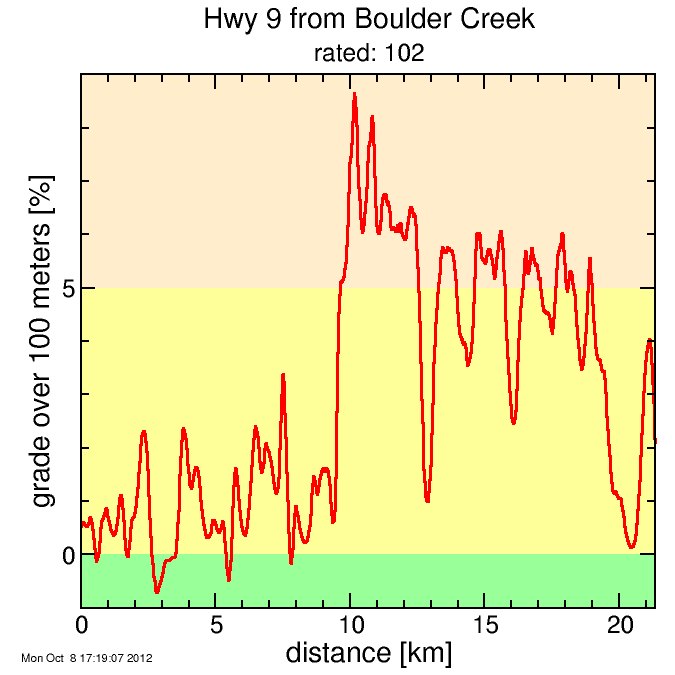 Hwy 9 from Boulder Creek
rated: 102
grade over 100 meters [%]
5
0
0 5 10 15 20
distance [km]
Mon Oct 8 17:19:07 2012